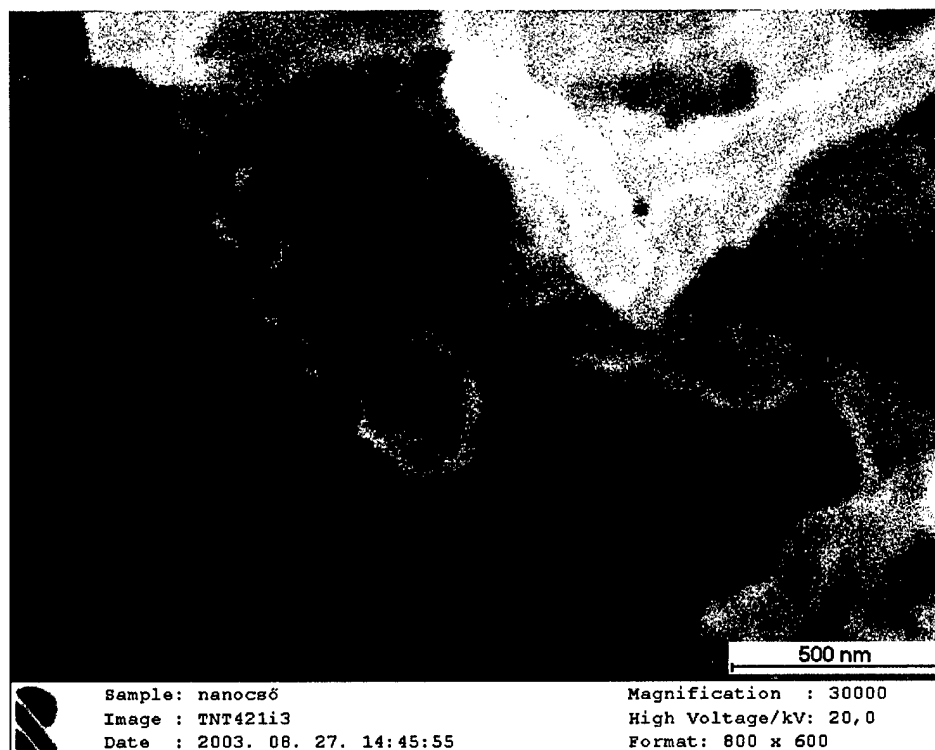 500 nm
Sample: nanocső
Image : TNT421i3
Date : 2003. 08. 27. 14:45:55
Magnification : 30000
High Voltage/kV: 20,0
Format: 800 x 600